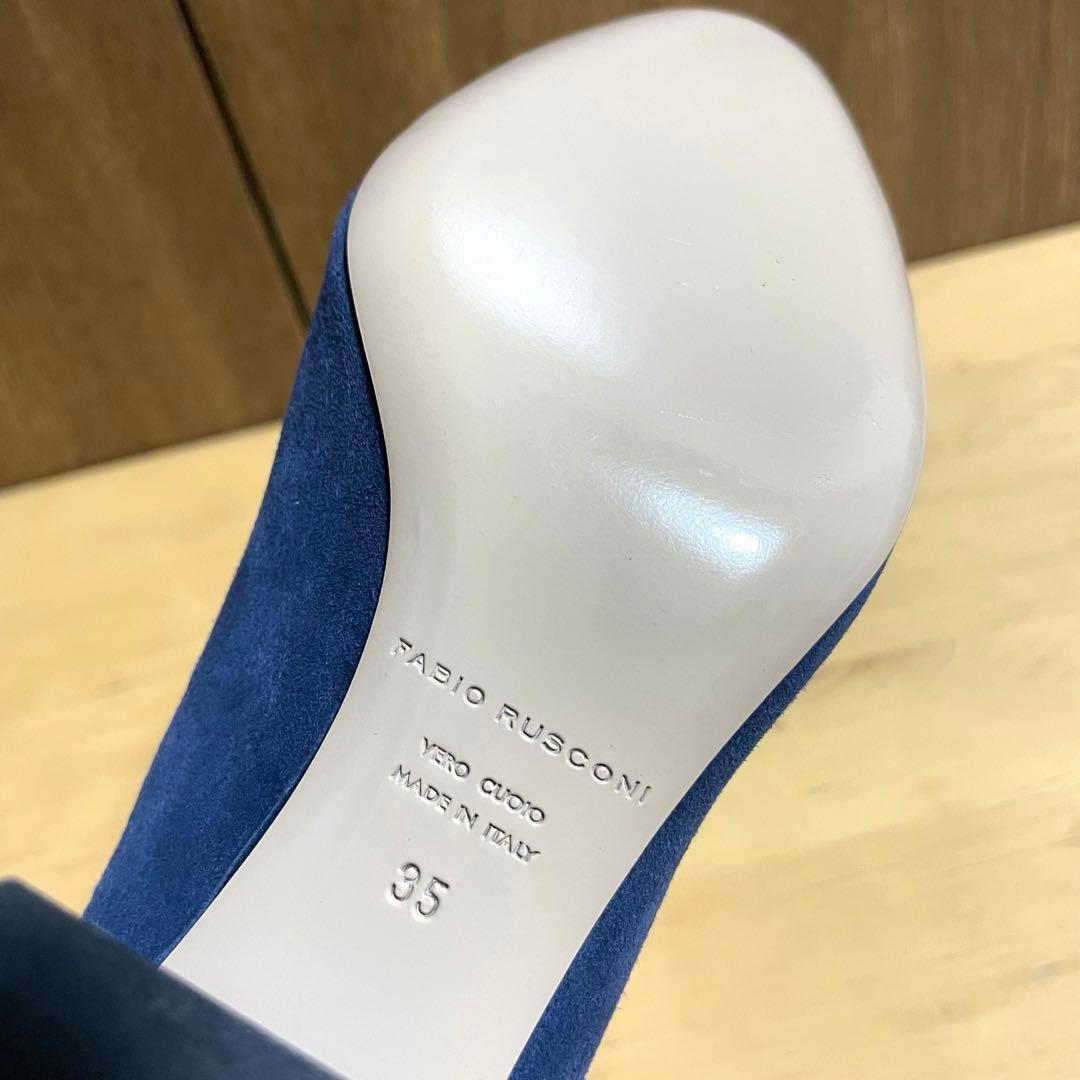 FABIO RUSCONI
VERO CUOIO
MADE IN ITALY
35